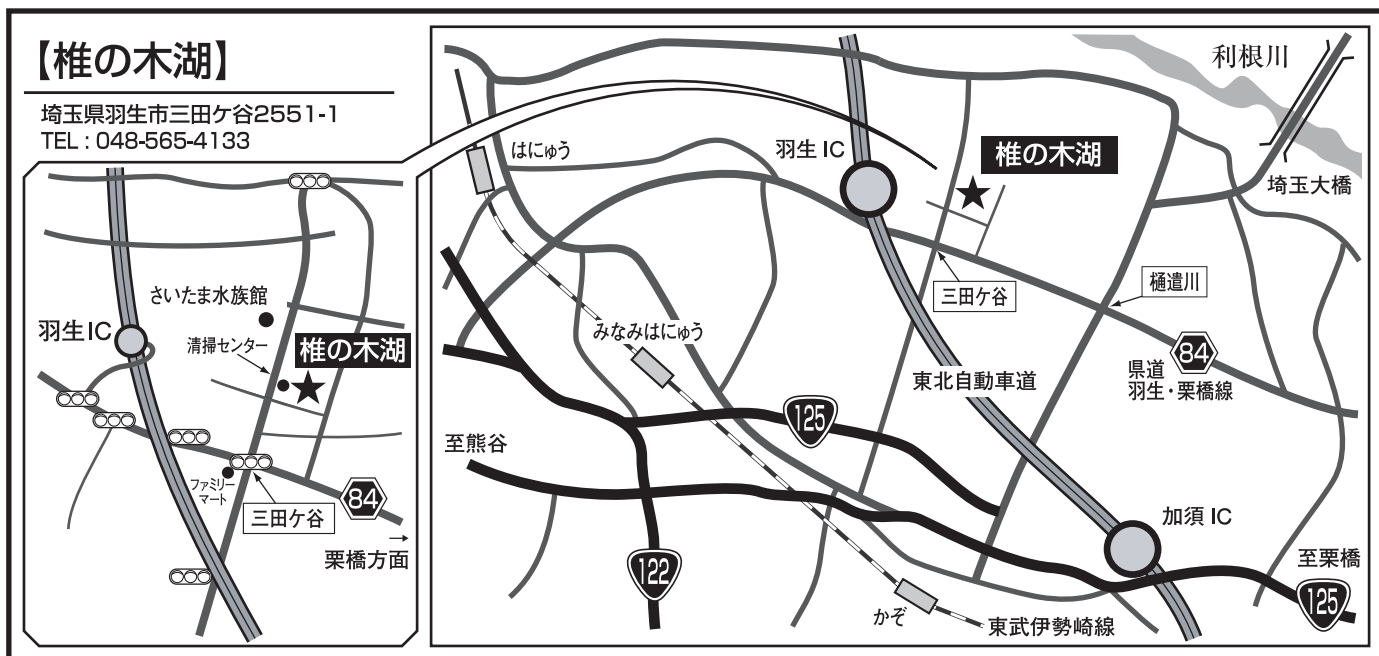 【椎の木湖】
埼玉県羽生市三田ケ谷2551-1
TEL : 048-565-4133
さいたま水族館
羽生IC
清掃センター
椎の木湖
ファミリー
マート
84
三田ケ谷
→
栗橋方面
利根川
はにゅう
羽生 IC
椎の木湖
埼玉大橋
三田ケ谷
樋遣川
みなみはにゅう
84
県道
羽生・栗橋線
東北自動車道
125
至熊谷
加須 IC
至栗橋
122
125
かぞ
東武伊勢崎線